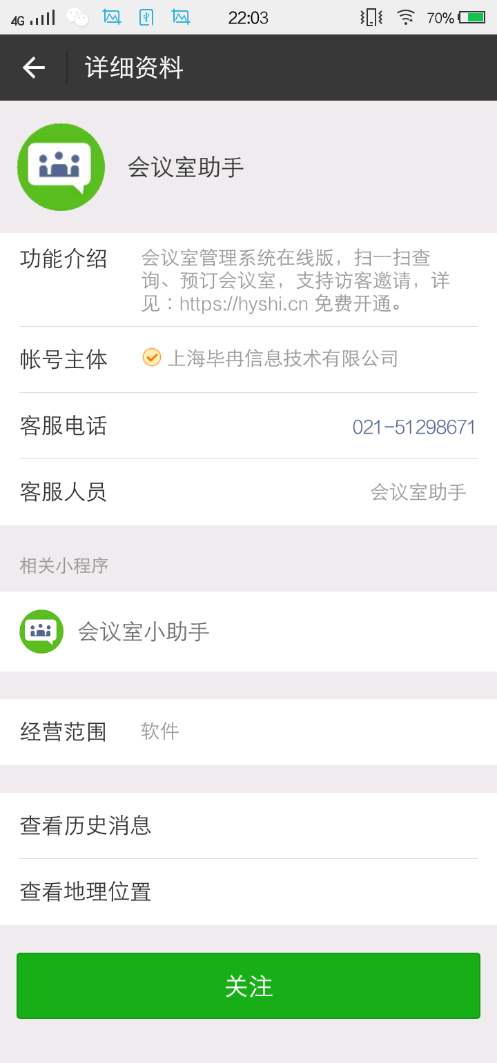 4G 22:03 70%
详细资料
会议室助手
功能介绍 会议室管理系统在线版，扫一扫查
询、预订会议室，支持访客邀请，详
见：https://hyshi.cn 免费开通。
帐号主体 上海毕冉信息技术有限公司
客服电话 021-51298671
客服人员 会议室助手
相关小程序
会议室小助手
经营范围 软件
查看历史消息
查看地理位置
关注